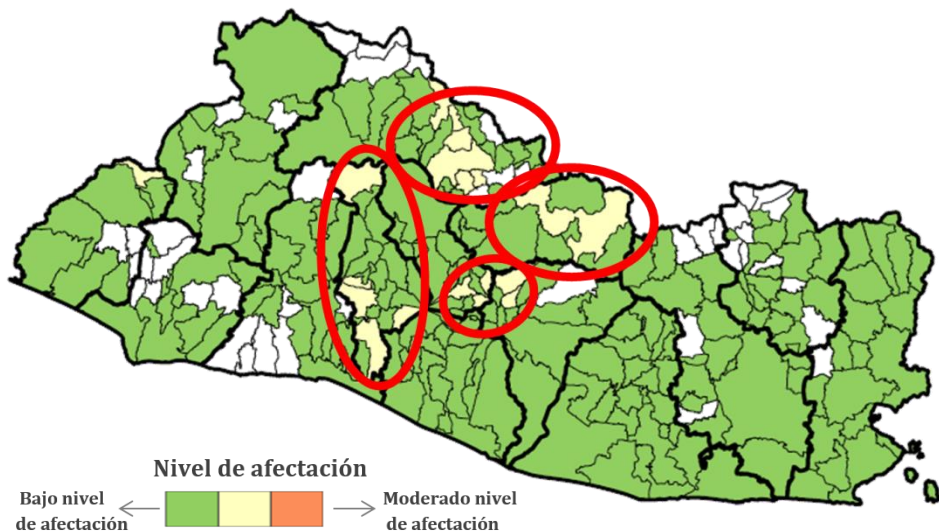 Nivel de afectación
Bajo nivel
de afectación
Moderado nivel
de afectación